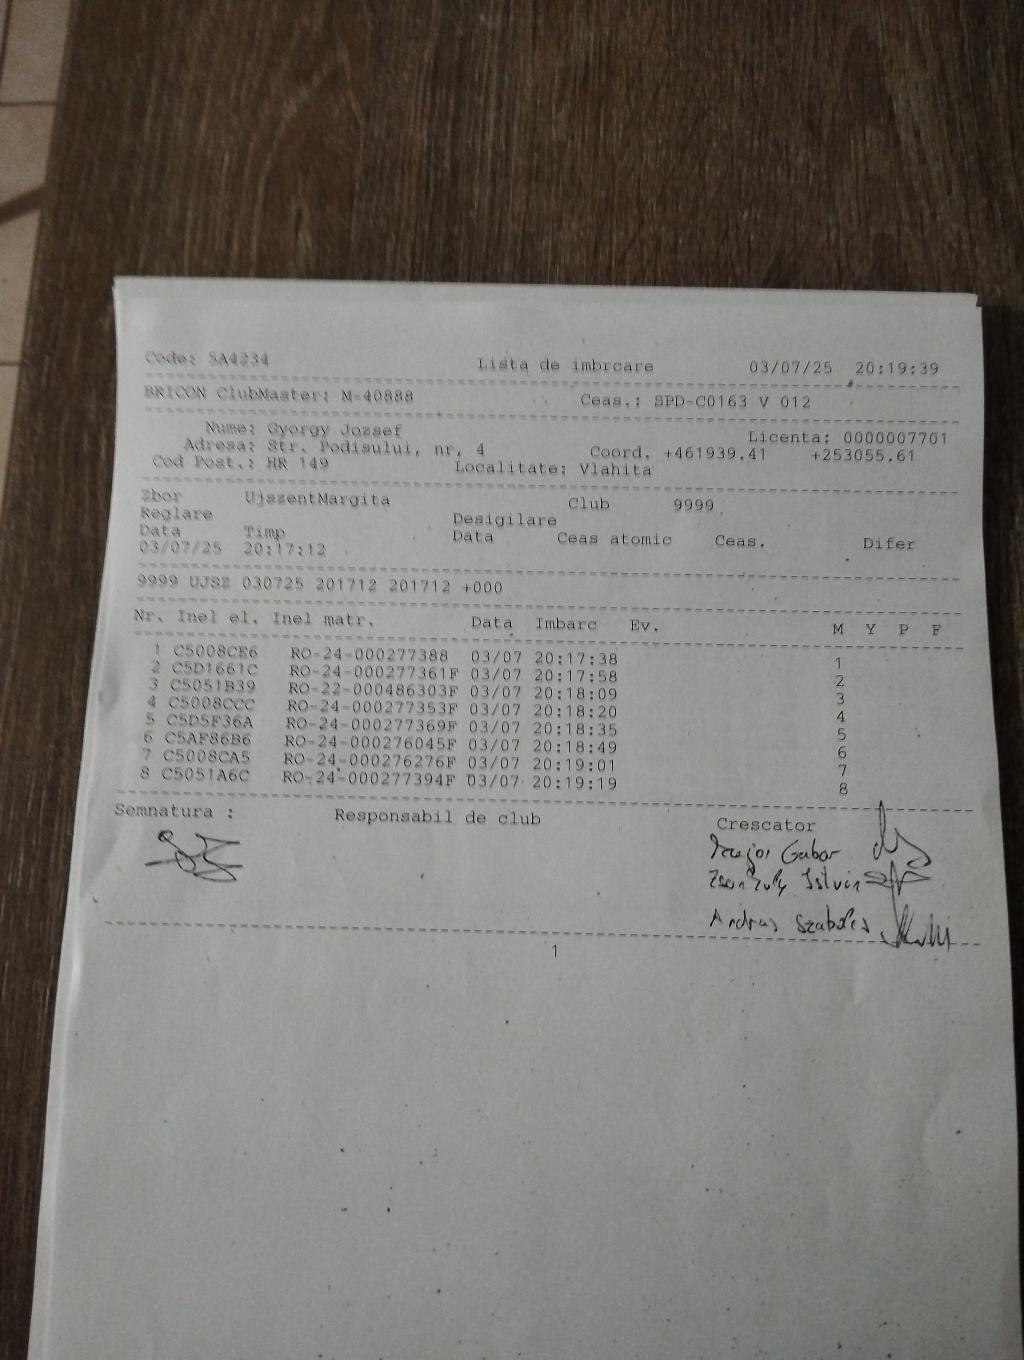 Code: 5A4234 Lista de imbrcare 03/07/25 20:19:39
BRICON ClubMaster: M-40888 Ceas.: SPD-C0163 V 012
Nume: Gyorgy Jozsef Licenta: 0000007701
Adresa: Str. Podisului, nr, 4 Coord. +461939.41 +253055.61
Cod Post.: HR 149 Localitate: Vlahita
Zbor UjszentMargita Club 9999
Reglare Desigilare
Data Timp Data Ceas atomic Ceas. Difer
03/07/25 20:17:12
9999 UJSZ 030725 201712 201712 +000
Nr. Inel el. Inel matr. Data Imbarc Ev. M Y P F
1 C5008CE6 RO-24-000277388 03/07 20:17:38 1
2 C5D1661C RO-24-000277361F 03/07 20:17:58 2
3 C5051B39 RO-22-000486303F 03/07 20:18:09 3
4 C5008CCC RO-24-000277353F 03/07 20:18:20 4
5 C5D5F36A RO-24-000277369F 03/07 20:18:35 5
6 C5AF86B6 RO-24-000276045F 03/07 20:18:49 6
7 C5008CA5 RO-24-000276276F 03/07 20:19:01 7
8 C5051A6C RO-24-000277394F 03/07 20:19:19 8
Semnatura : Responsabil de club Crescator
Gabor
Andras Szabolcs
1